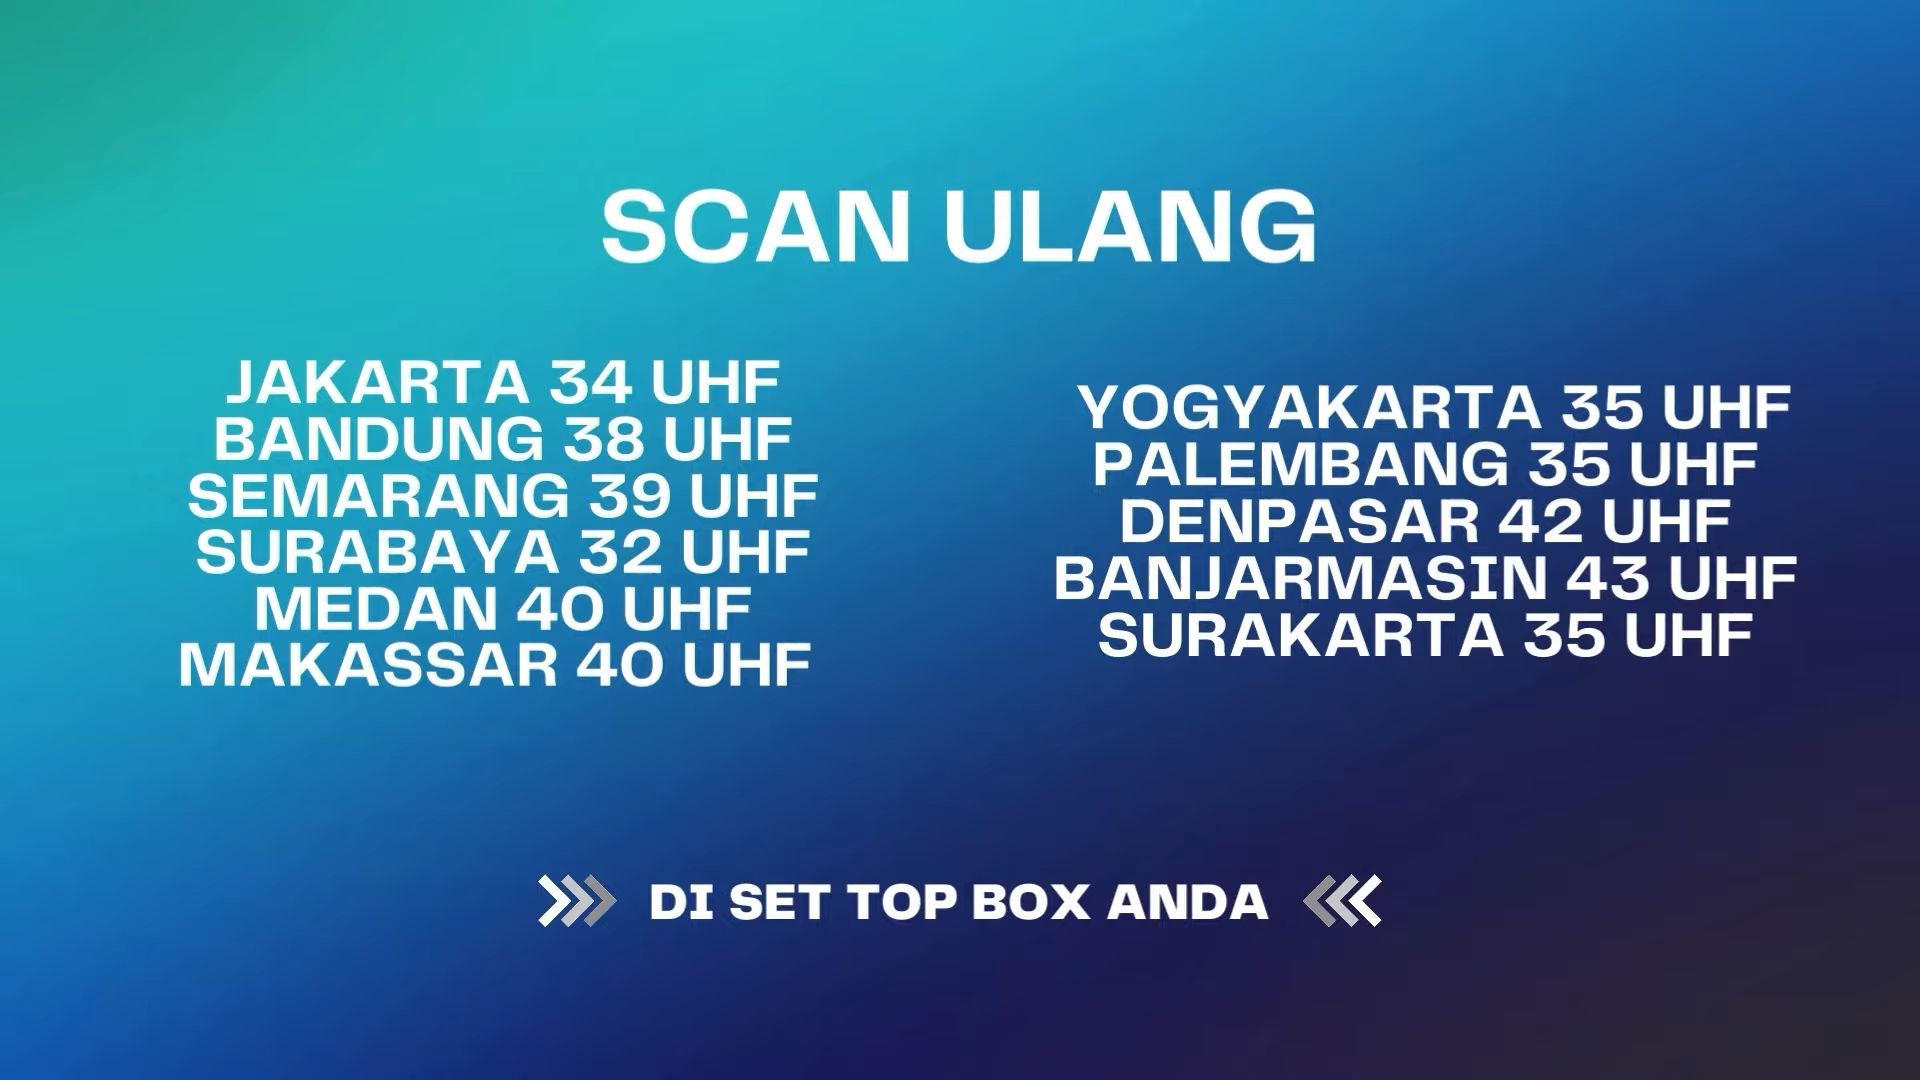 SCAN ULANG
JAKARTA 34 UHF
BANDUNG 38 UHF
SEMARANG 39 UHF
SURABAYA 32 UHF
MEDAN 40 UHF
MAKASSAR 40 UHF
YOGYAKARTA 35 UHF
PALEMBANG 35 UHF
DENPASAR 42 UHF
BANJARMASIN 43 UHF
SURAKARTA 35 UHF
DI SET TOP BOX ANDA